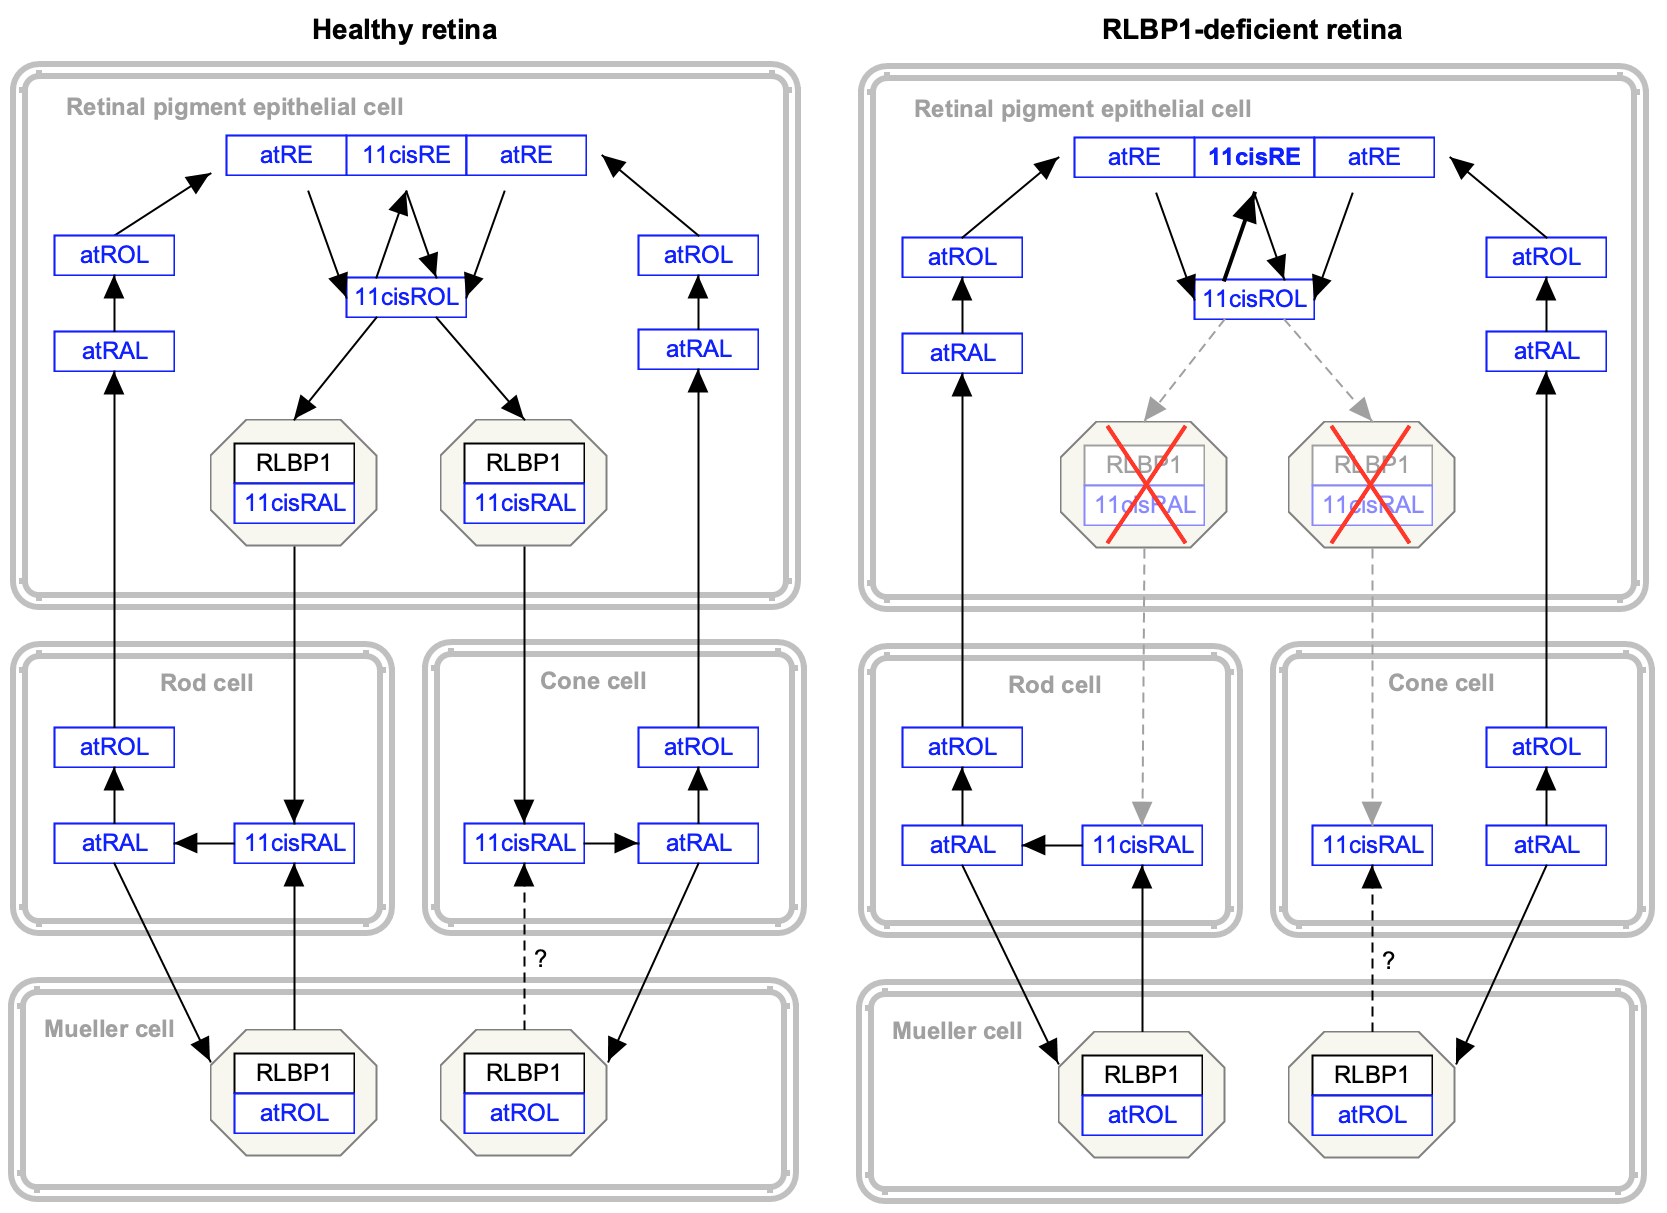 Healthy retina
Retinal pigment epithelial cell
atRE 11cisRE atRE
atROL
atROL
11cisROL
atRAL
atRAL
RLBP1
11cisRAL
RLBP1
11cisRAL
Rod cell
Cone cell
atROL
atROL
atRAL
11cisRAL
11cisRAL
atRAL
?
Mueller cell
RLBP1
atROL
RLBP1
atROL
RLBP1-deficient retina
Retinal pigment epithelial cell
atRE 11cisRE atRE
atROL
atROL
11cisROL
atRAL
atRAL
RLBP1
11cisRAL
RLBP1
11cisRAL
Rod cell
Cone cell
atROL
atROL
atRAL
11cisRAL
11cisRAL
atRAL
?
Mueller cell
RLBP1
atROL
RLBP1
atROL